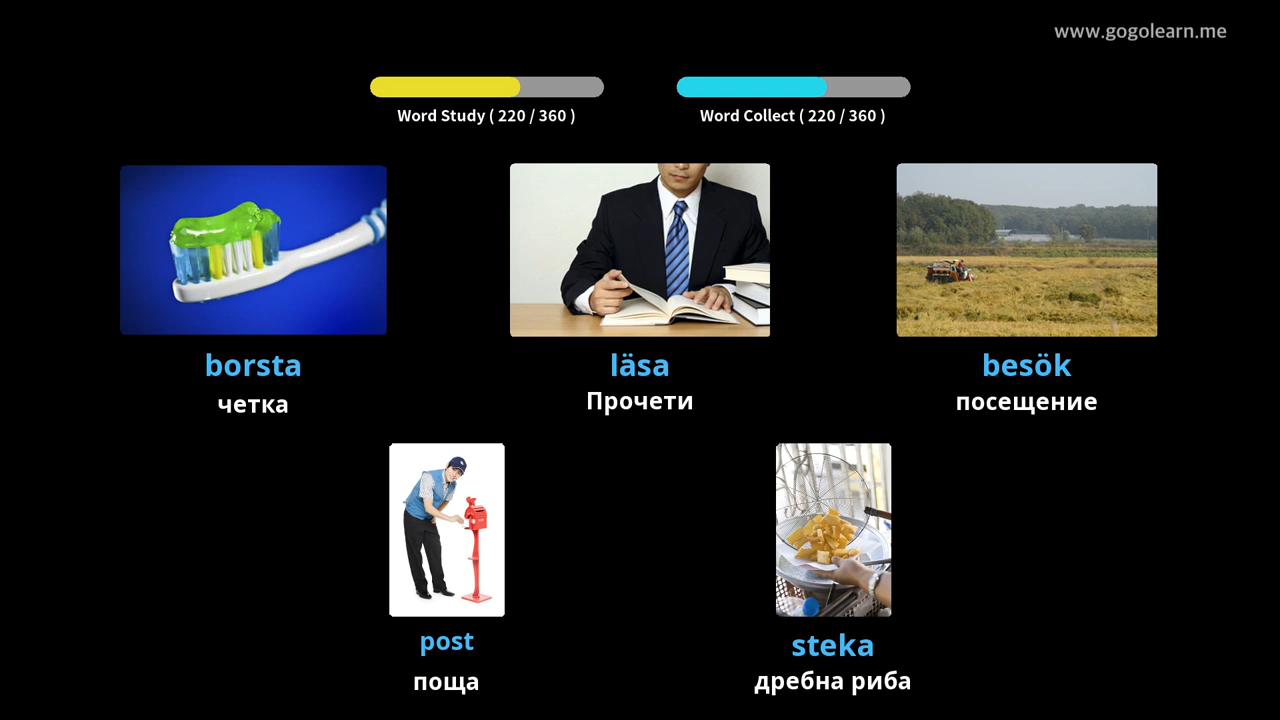 www.gogolearn.me
Word Study ( 220 / 360 )
Word Collect ( 220 / 360 )
borsta
четка
läsa
Прочети
besök
посещение
post
поща
steka
дребна риба